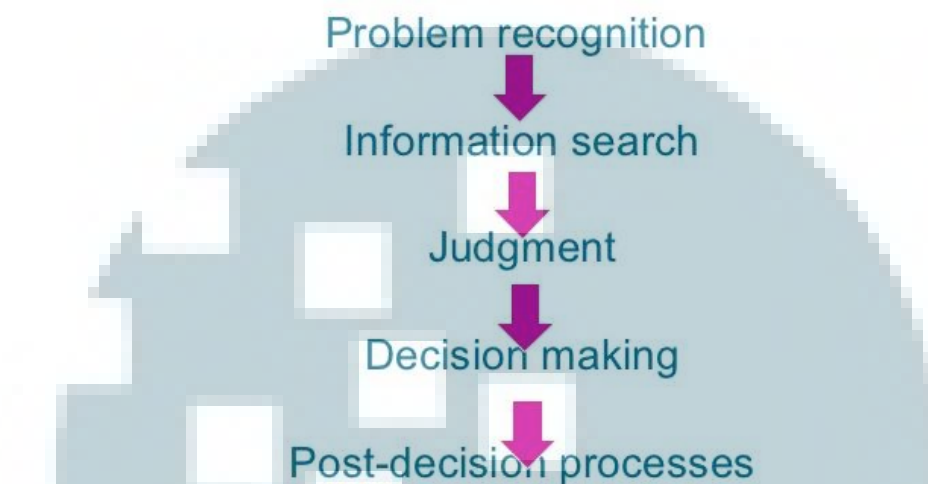 Problem recognition
Information search
Judgment
Decision making
Post-decision processes